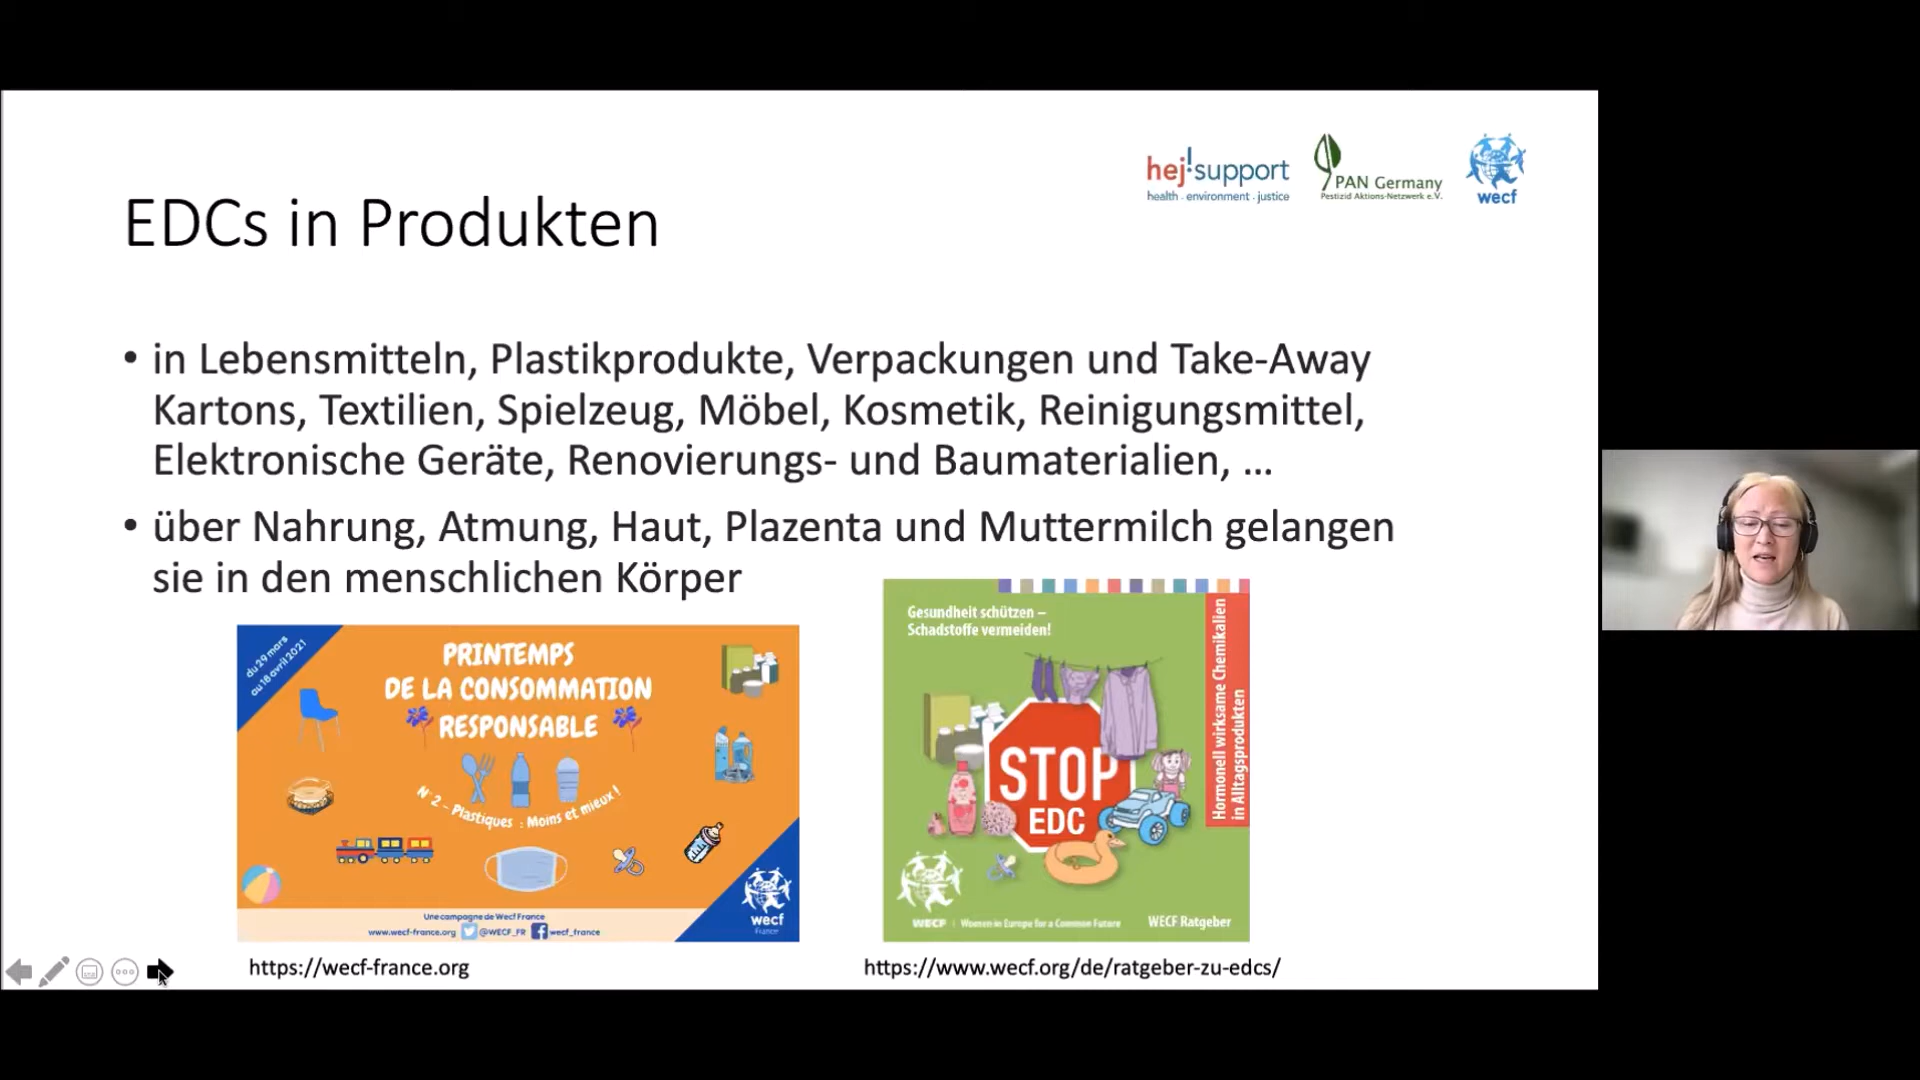 hej!support
health . environment . justice
PAN Germany
Pestizid Aktions-Netzwerk e.V.
wecf
EDCs in Produkten
• in Lebensmitteln, Plastikprodukte, Verpackungen und Take-Away
Kartons, Textilien, Spielzeug, Möbel, Kosmetik, Reinigungsmittel,
Elektronische Geräte, Renovierungs- und Baumaterialien, ...
• über Nahrung, Atmung, Haut, Plazenta und Muttermilch gelangen
sie in den menschlichen Körper
du 29 mars
au 18 avril 2021
PRINTEMPS
DE LA CONSOMMATION
RESPONSABLE
N°2 - Plastiques : Moins et mieux !
wecf
France
Une campagne de Wecf France
www.wecf-france.org @WECF_FR wecf_france
https://wecf-france.org
Gesundheit schützen –
Schadstoffe vermeiden!
Hormonell wirksame Chemikalien
in Alltagsprodukten
STOP
EDC
WECF | Women in Europe for a Common Future
WECF Ratgeber
https://www.wecf.org/de/ratgeber-zu-edcs/